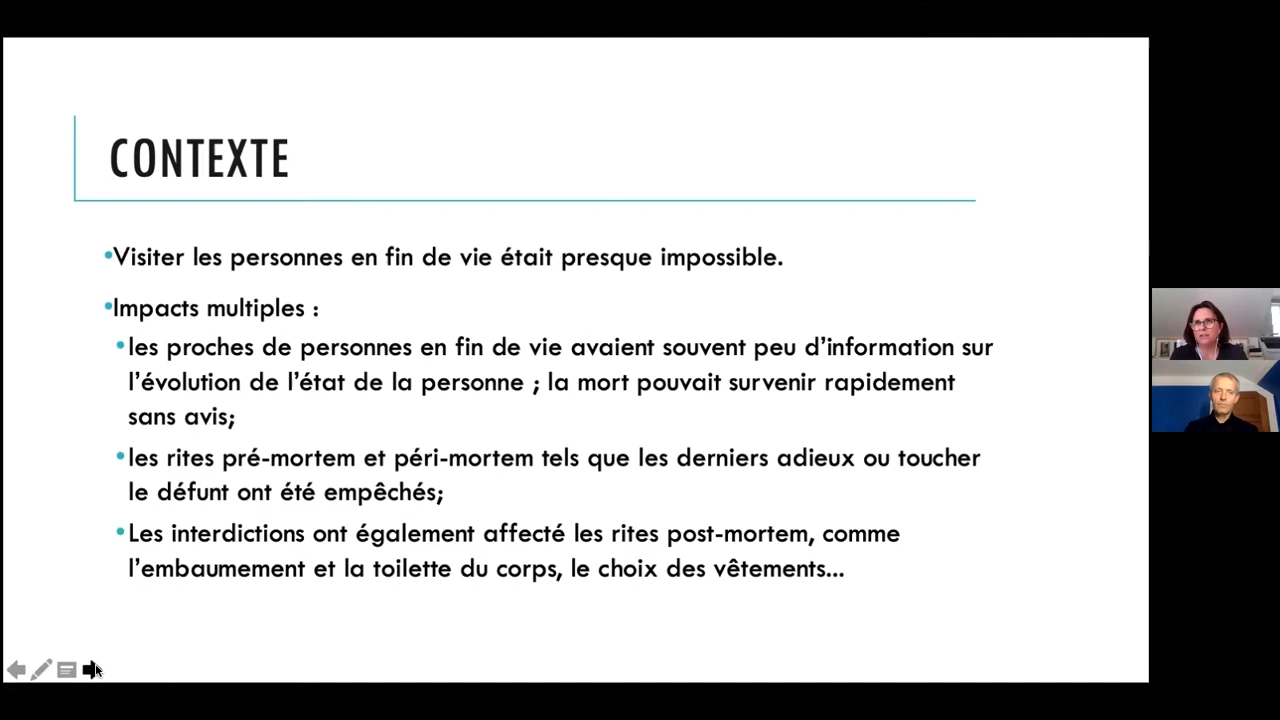 CONTEXTE
•Visiter les personnes en fin de vie était presque impossible.
•Impacts multiples :
•les proches de personnes en fin de vie avaient souvent peu d’information sur
l’évolution de l’état de la personne ; la mort pouvait survenir rapidement
sans avis;
•les rites pré-mortem et péri-mortem tels que les derniers adieux ou toucher
le défunt ont été empêchés;
•Les interdictions ont également affecté les rites post-mortem, comme
l’embaumement et la toilette du corps, le choix des vêtements...